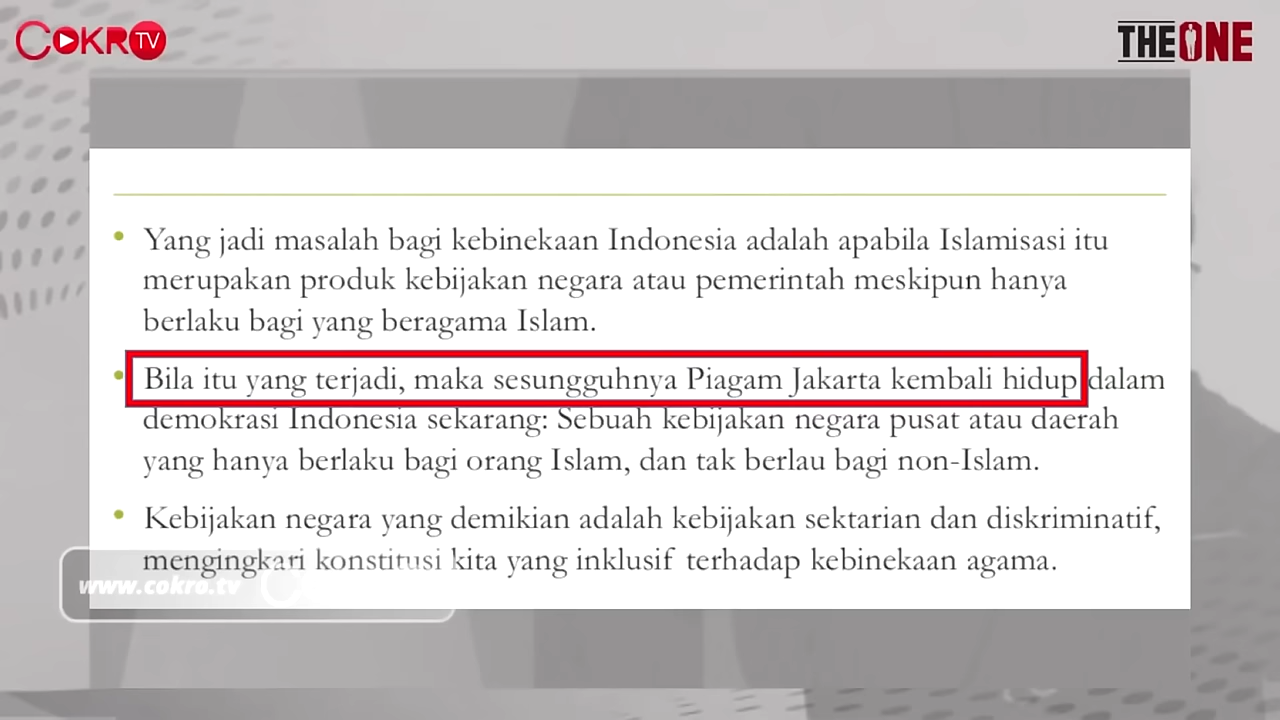 COKRO TV
THE ONE
• Yang jadi masalah bagi kebinekaan Indonesia adalah apabila Islamisasi itu
merupakan produk kebijakan negara atau pemerintah meskipun hanya
berlaku bagi yang beragama Islam.
• Bila itu yang terjadi, maka sesungguhnya Piagam Jakarta kembali hidup dalam
demokrasi Indonesia sekarang: Sebuah kebijakan negara pusat atau daerah
yang hanya berlaku bagi orang Islam, dan tak berlau bagi non-Islam.
• Kebijakan negara yang demikian adalah kebijakan sektarian dan diskriminatif,
mengingkari konstitusi kita yang inklusif terhadap kebinekaan agama.
www.cokro.tv